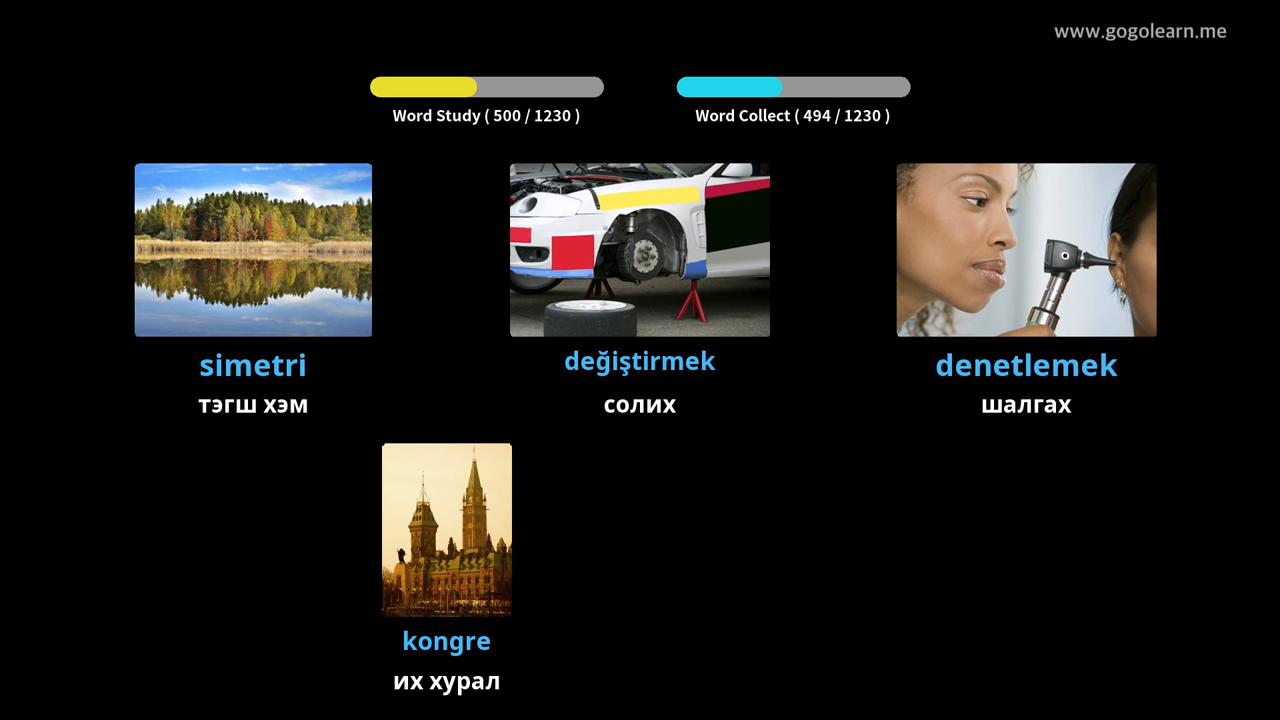 www.gogolearn.me
Word Study ( 500 / 1230 )
Word Collect ( 494 / 1230 )
simetri
тэгш хэм
değiştirmek
солих
denetlemek
шалгах
kongre
их хурал